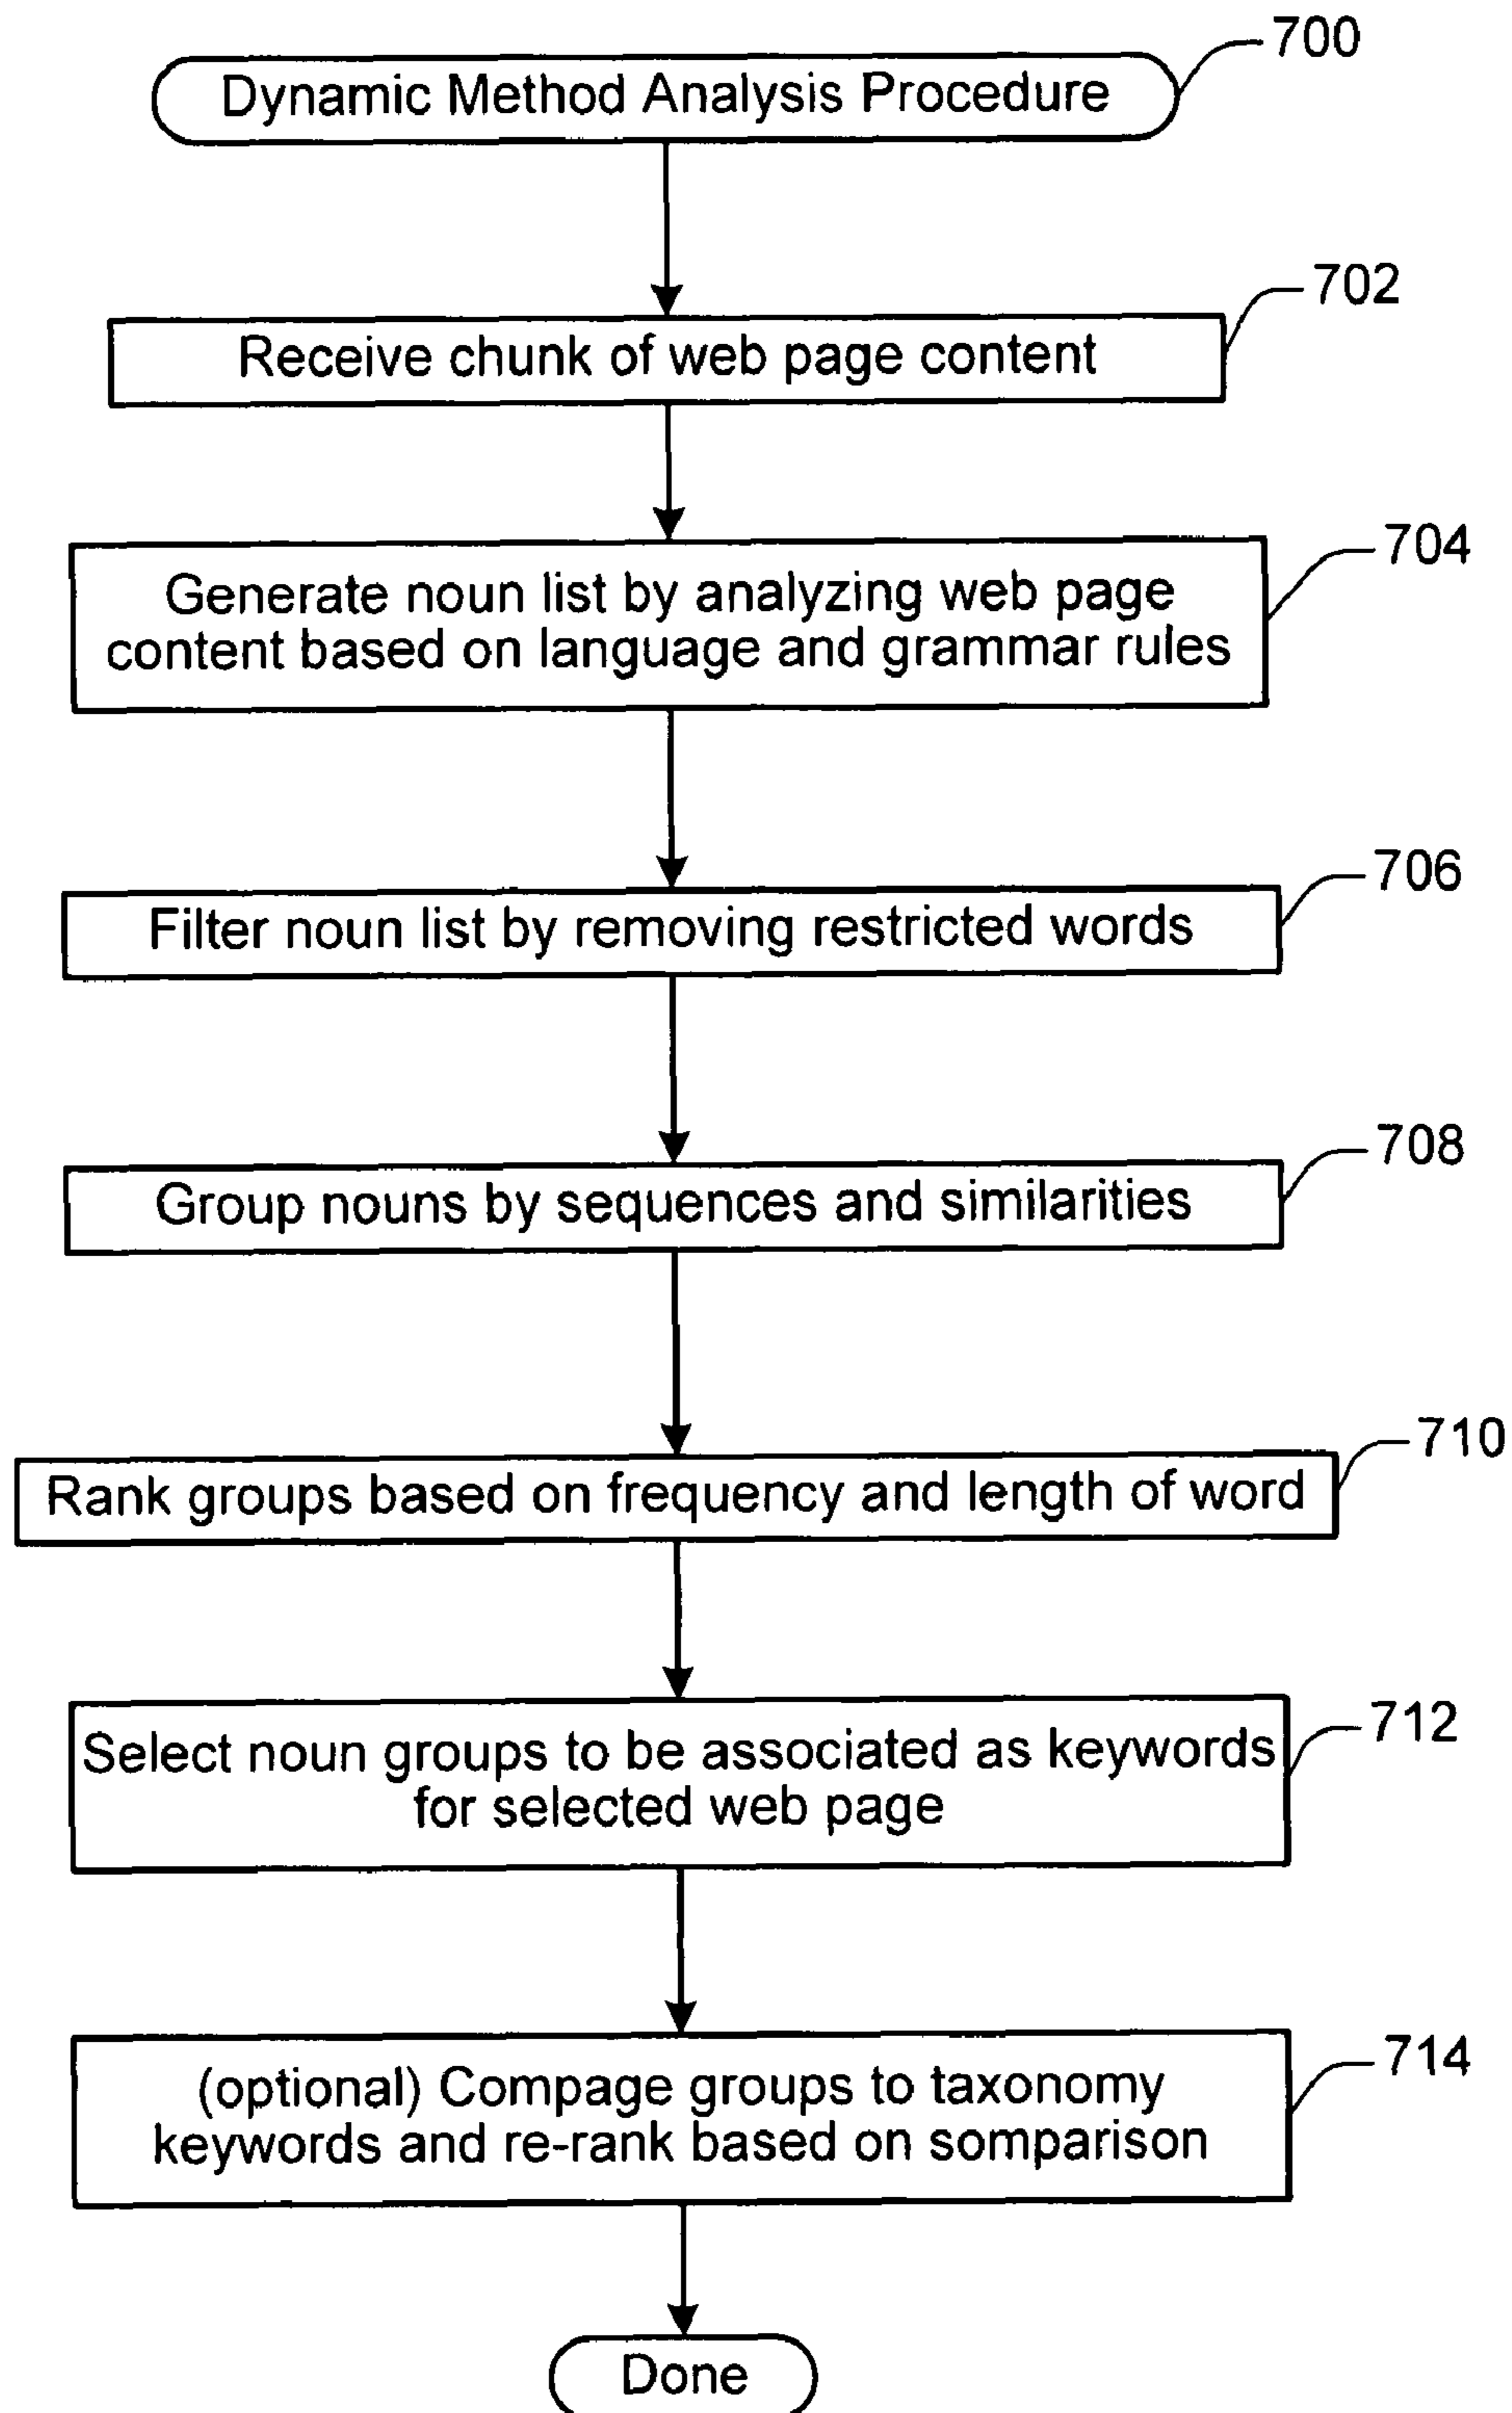 700
Dynamic Method Analysis Procedure
702
Receive chunk of web page content
704
Generate noun list by analyzing web page
content based on language and grammar rules
706
Filter noun list by removing restricted words
708
Group nouns by sequences and similarities
710
Rank groups based on frequency and length of word
712
Select noun groups to be associated as keywords
for selected web page
714
(optional) Compage groups to taxonomy
keywords and re-rank based on somparison
Done